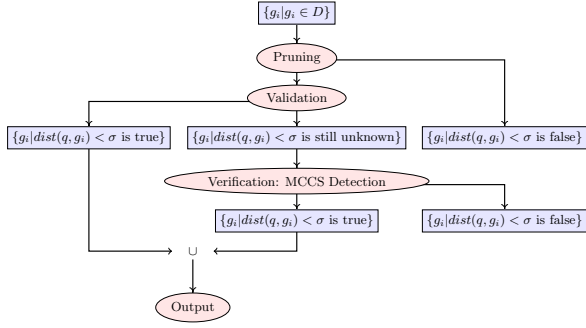 {g_i|g_i ∈ D}
Pruning
Validation
{g_i|dist(q, g_i) < σ is true}
{g_i|dist(q, g_i) < σ is still unknown}
{g_i|dist(q, g_i) < σ is false}
Verification: MCCS Detection
{g_i|dist(q, g_i) < σ is true}
{g_i|dist(q, g_i) < σ is false}
∪
Output